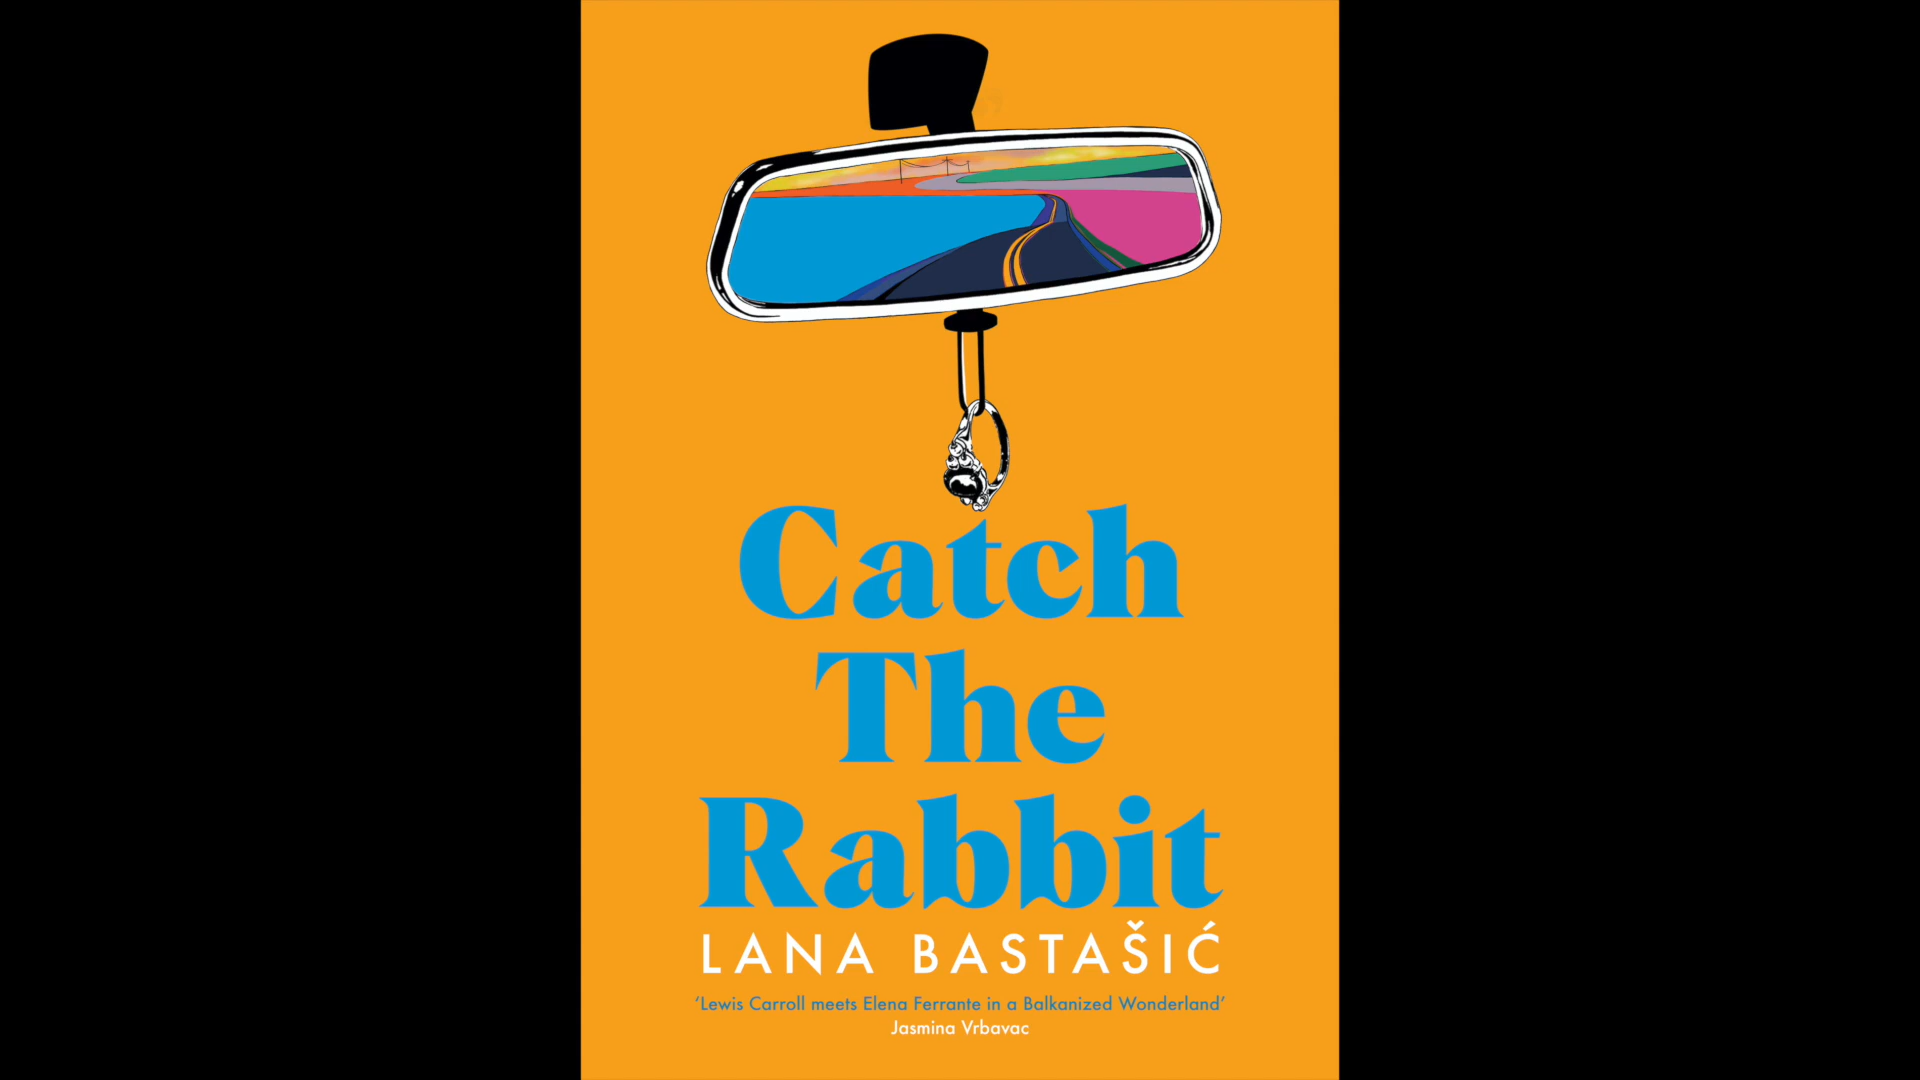 Catch
The
Rabbit
LANA BASTAŠIĆ
‘Lewis Carroll meets Elena Ferrante in a Balkanized Wonderland’
Jasmina Vrbavac